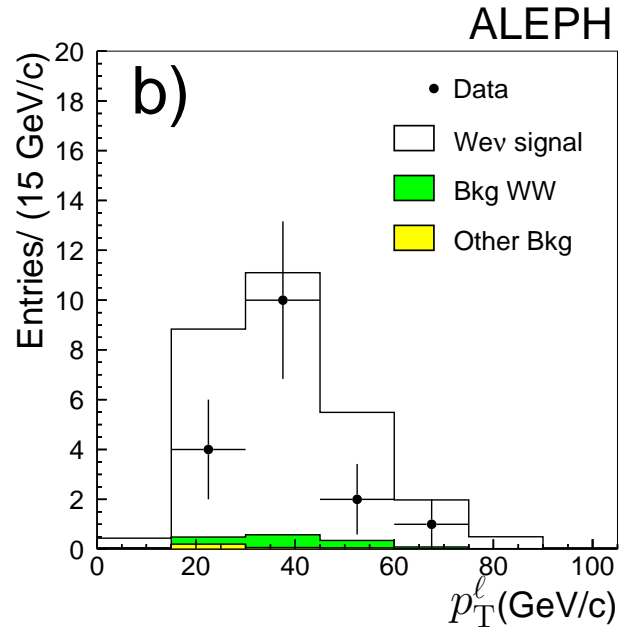 ALEPH
b)
Data
Weν signal
Bkg WW
Other Bkg
Entries/ (15 GeV/c)
20
18
16
14
12
10
8
6
4
2
0
0 20 40 60 80 100
p_T^ℓ(GeV/c)